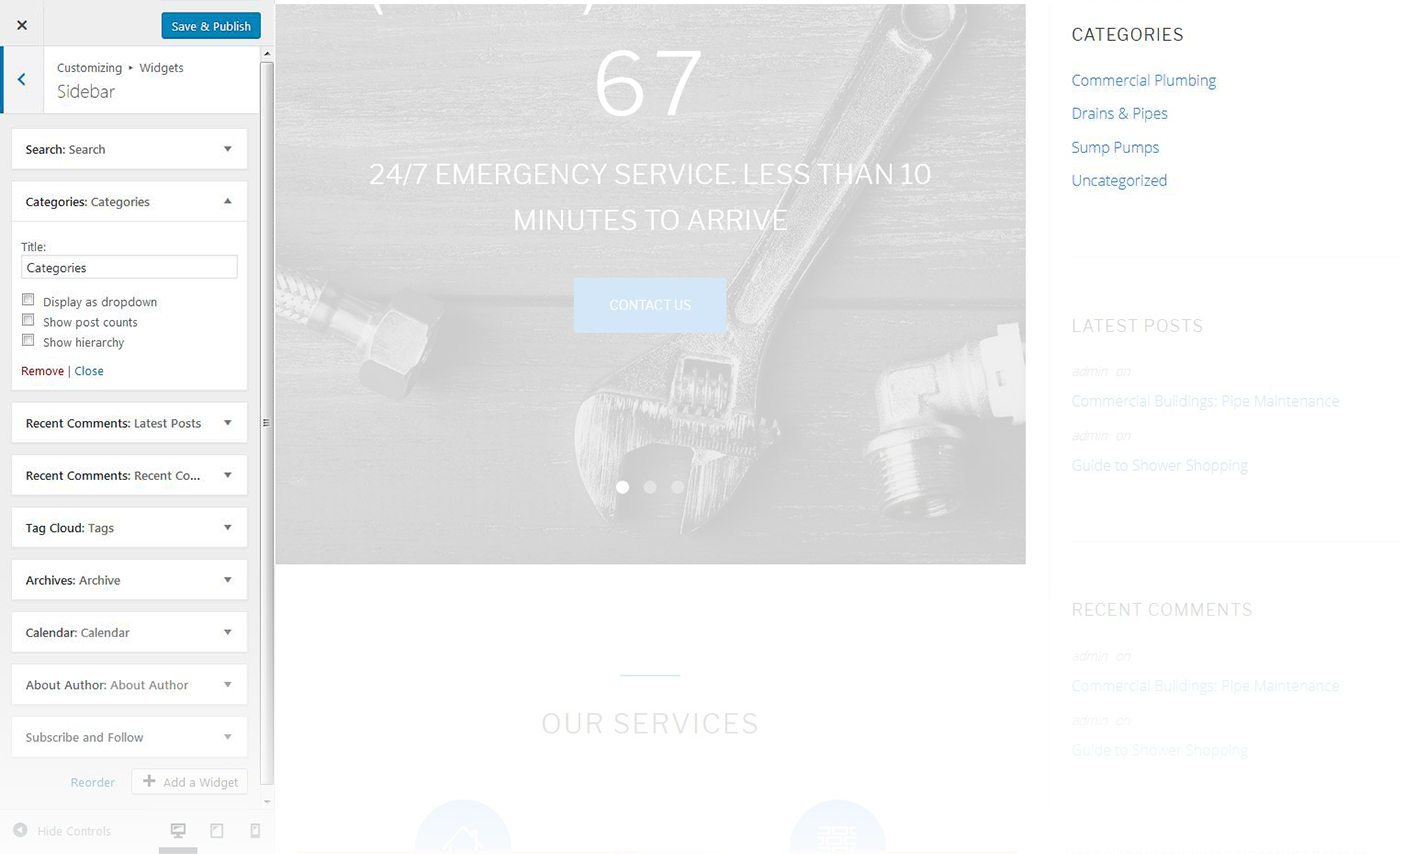 Save & Publish
Customizing ▸ Widgets
Sidebar
Search: Search
Categories: Categories
Title:
Categories
Display as dropdown
Show post counts
Show hierarchy
Remove | Close
Recent Comments: Latest Posts
Recent Comments: Recent Co...
Tag Cloud: Tags
Archives: Archive
Calendar: Calendar
About Author: About Author
Subscribe and Follow
Reorder
Add a Widget
Hide Controls
67
24/7 EMERGENCY SERVICE. LESS THAN 10
MINUTES TO ARRIVE
CONTACT US
OUR SERVICES
CATEGORIES
Commercial Plumbing
Drains & Pipes
Sump Pumps
Uncategorized
LATEST POSTS
admin on
Commercial Buildings: Pipe Maintenance
admin on
Guide to Shower Shopping
RECENT COMMENTS
admin on
Commercial Buildings: Pipe Maintenance
admin on
Guide to Shower Shopping